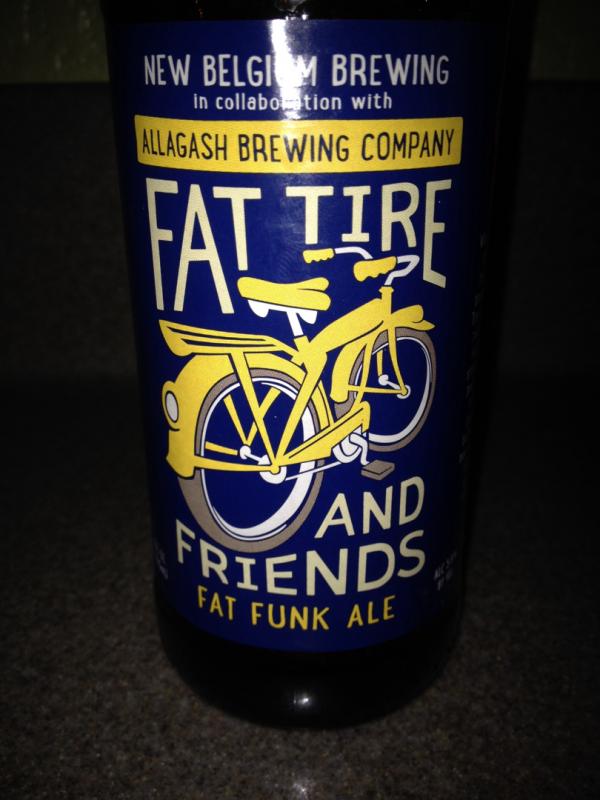 NEW BELGIUM BREWING
in collaboration with
ALLAGASH BREWING COMPANY
FAT TIRE
AND
FRIENDS
FAT FUNK ALE